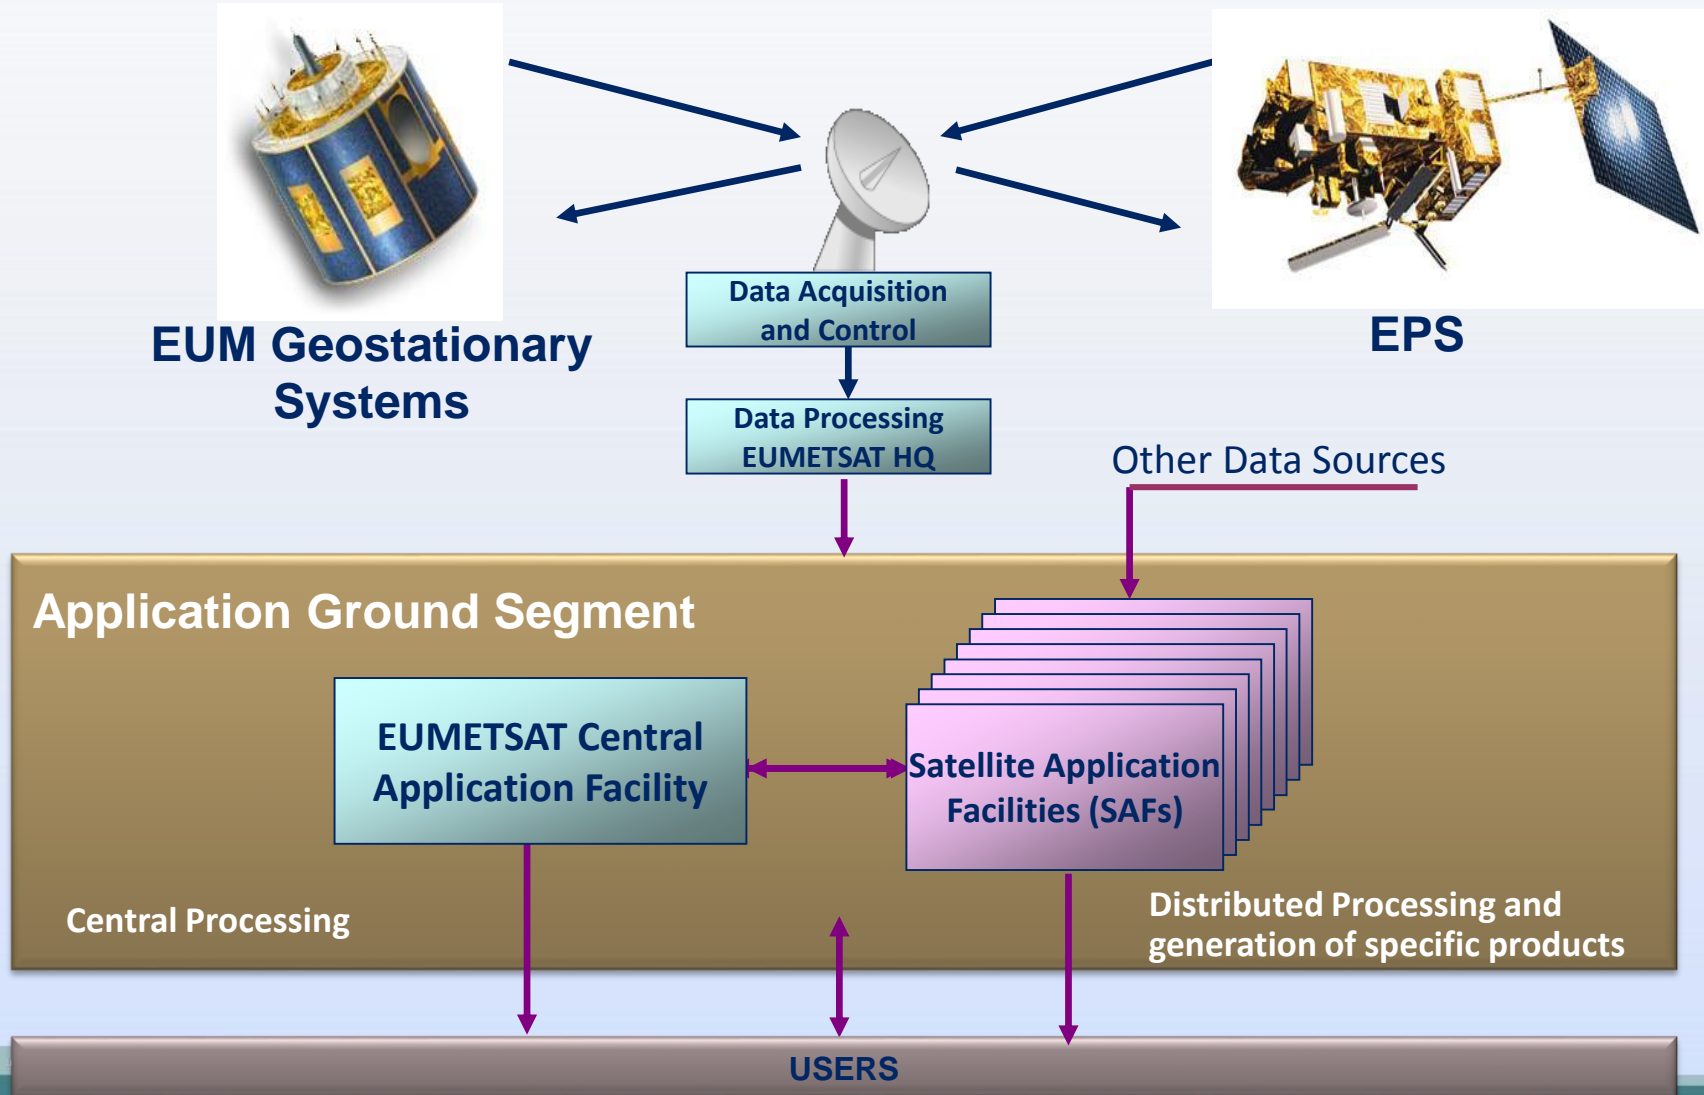 Data Acquisition
and Control
EUM Geostationary
Systems
EPS
Data Processing
EUMETSAT HQ
Other Data Sources
Application Ground Segment
EUMETSAT Central
Application Facility
Satellite Application
Facilities (SAFs)
Central Processing
Distributed Processing and
generation of specific products
USERS